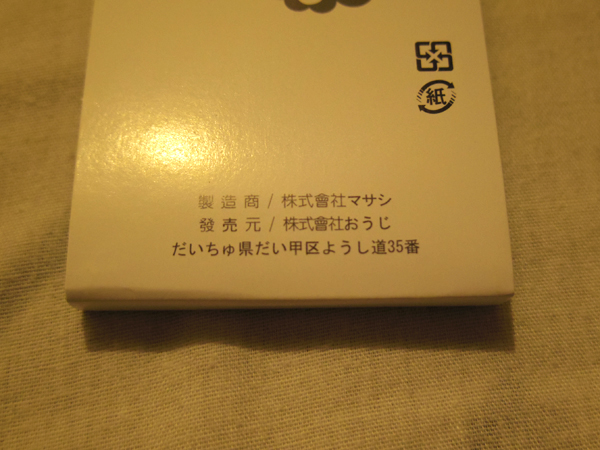 紙
製造商 / 株式會社マサシ
發売元 / 株式會社おうじ
だいちゅ県だい甲区ようし道35番